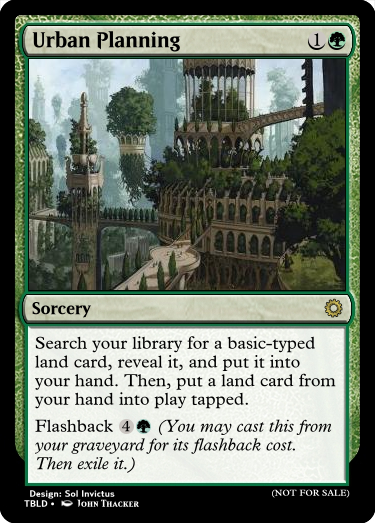 Urban Planning 1
Sorcery
Search your library for a basic-typed
land card, reveal it, and put it into
your hand. Then, put a land card from
your hand into play tapped.
Flashback 4 (You may cast this from
your graveyard for its flashback cost.
Then exile it.)
Design: Sol Invictus
(NOT FOR SALE)
TBLD • John Thacker